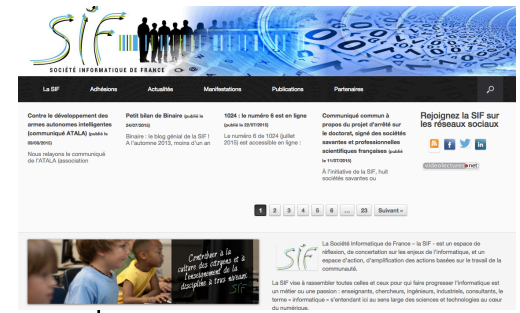 SIF
SOCIÉTÉ INFORMATIQUE DE FRANCE
La SIF Adhésions Actualités Manifestations Publications Partenaires
Contre le développement des
armes autonomes intelligentes
(communiqué ATALA) (publié le
03/08/2015)
Nous relayons le communiqué
de l'ATALA (association
Petit bilan de Binaire (publié le
24/07/2015)
Binaire : le blog génial de la SIF !
A l'automne 2013, moins d'un an
1024 : le numéro 6 est en ligne
(publié le 22/07/2015)
Le numéro 6 de 1024 (juillet
2015) est accessible en ligne :
Communiqué commun à
propos du projet d'arrêté sur
le doctorat, signé des sociétés
savantes et professionnelles
scientifiques françaises (publié
le 11/07/2015)
À l'initiative de la SIF, huit
sociétés savantes ou
Rejoignez la SIF sur
les réseaux sociaux
videolectures.net
1 2 3 4 5 6 ... 23 Suivant »
Contribuer à la
culture des citoyens et à
l'enseignement de la
discipline à tous niveaux
SIF
SIF
La Société Informatique de France – la SIF - est un espace de
réflexion, de concertation sur les enjeux de l'informatique, et un
espace d'action, d'amplification des actions basées sur le travail de la
communauté.
La SIF vise à rassembler toutes celles et ceux pour qui faire progresser l'informatique est
un métier ou une passion : enseignants, chercheurs, ingénieurs, industriels, consultants, le
terme « informatique » s'entendant ici au sens large des sciences et technologies au cœur
du numérique.